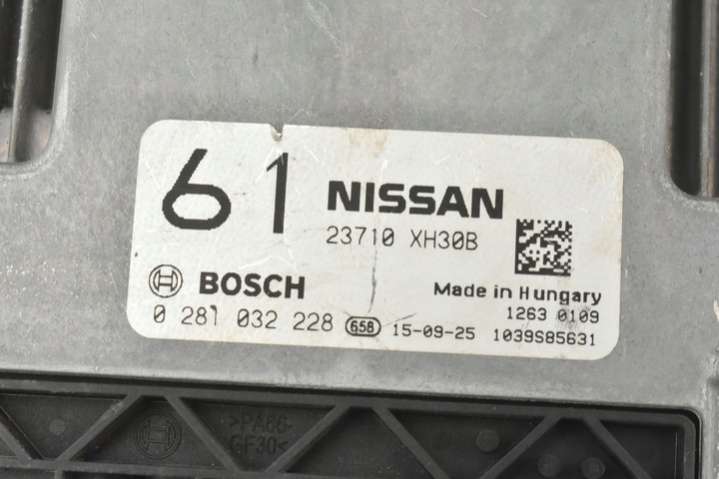 61 NISSAN
23710 XH30B
BOSCH
Made in Hungary
0 281 032 228 658 15-09-25
1263 0109
1039S85631
>PA66-
GF30<